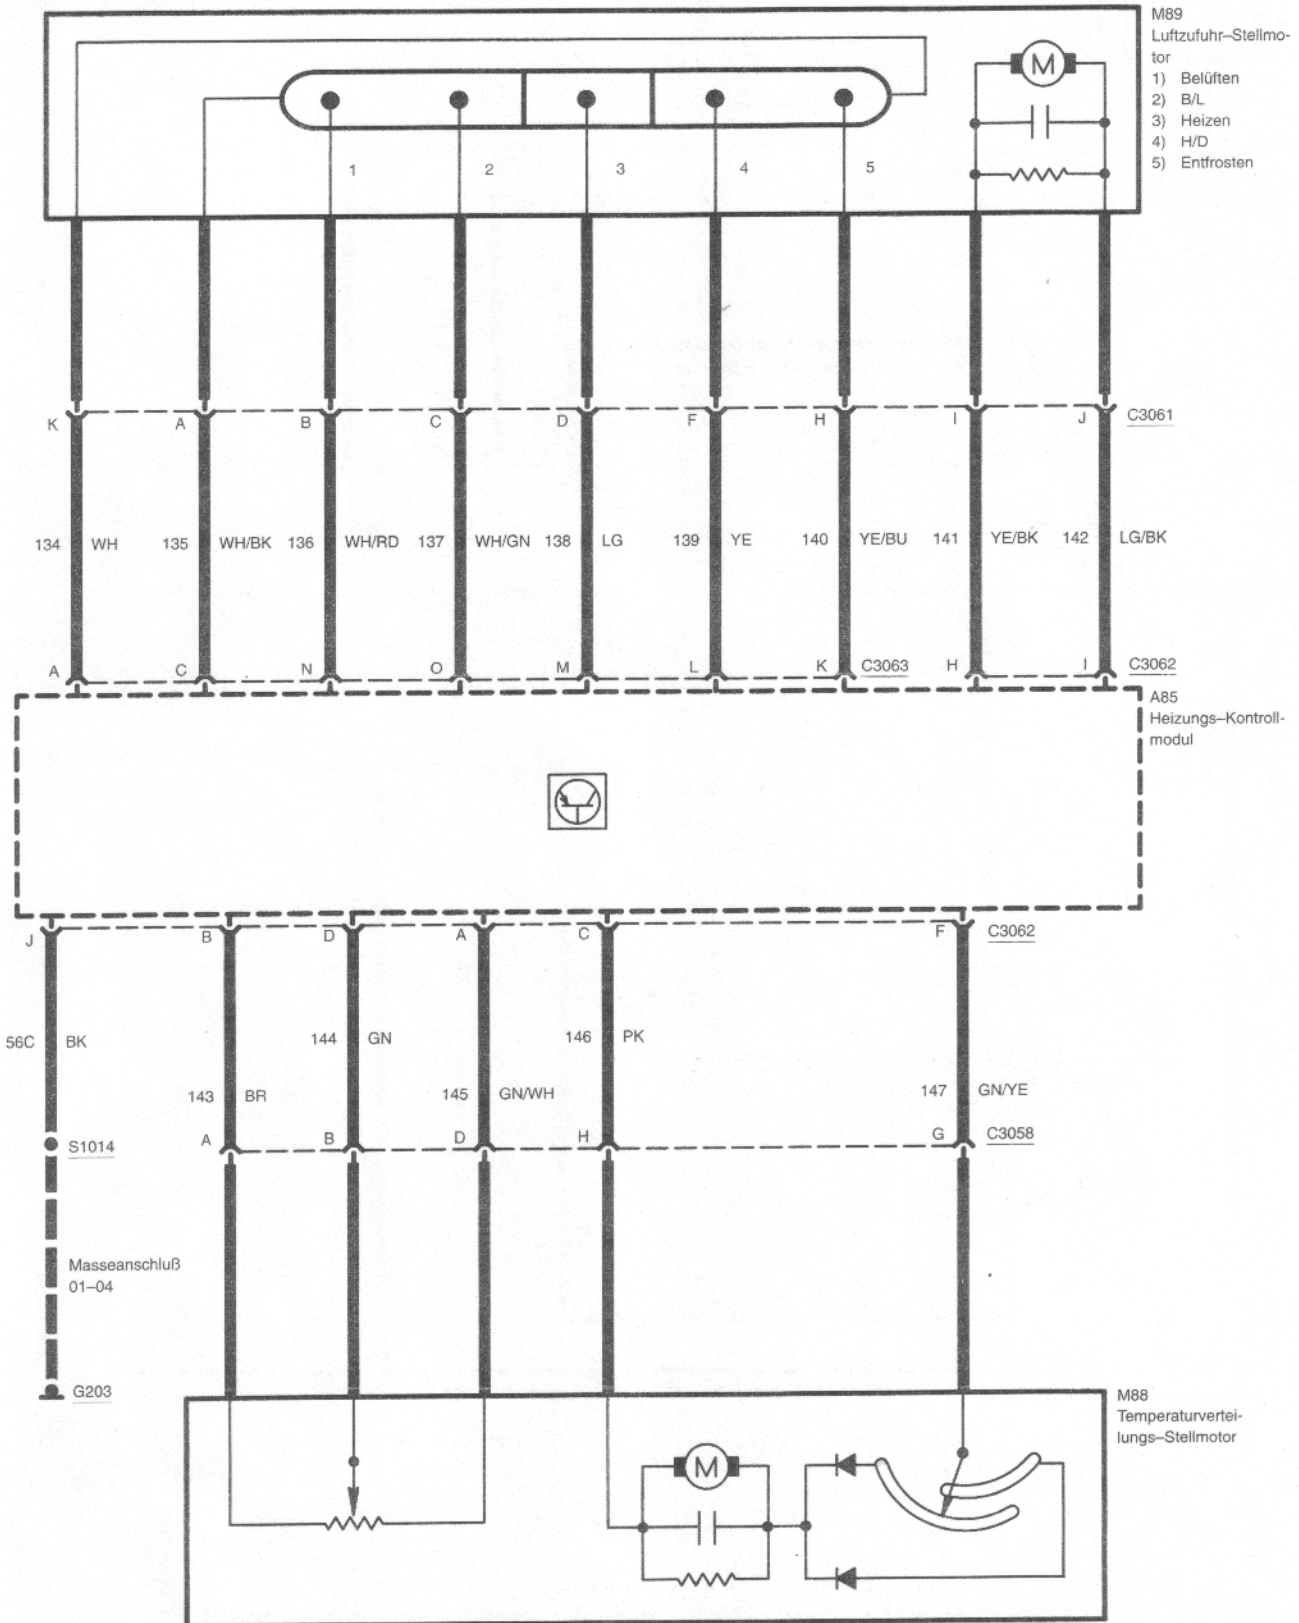 M89
Luftzufuhr–Stellmo-
tor
1) Belüften
2) B/L
3) Heizen
4) H/D
5) Entfrosten
M
1 2 3 4 5
K A B C D F H I J C3061
134 WH 135 WH/BK 136 WH/RD 137 WH/GN 138 LG 139 YE 140 YE/BU 141 YE/BK 142 LG/BK
A C N O M L K C3063 H I C3062
A85
Heizungs–Kontroll-
modul
J B D A C F C3062
56C BK 144 GN 146 PK
143 BR 145 GN/WH 147 GN/YE
S1014 A B D H G C3058
Masseanschluß
01–04
G203
M88
Temperaturvertei-
lungs–Stellmotor
M